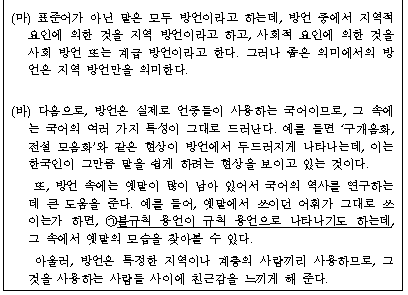 (마) 표준어가 아닌 말은 모두 방언이라고 하는데, 방언 중에서 지역적
요인에 의한 것을 지역 방언이라고 하고, 사회적 요인에 의한 것을
사회 방언 또는 계급 방언이라고 한다. 그러나 좁은 의미에서의 방
언은 지역 방언만을 의미한다.
(바) 다음으로, 방언은 실제로 언중들이 사용하는 국어이므로, 그 속에
는 국어의 여러 가지 특성이 그대로 드러난다. 예를 들면 '구개음화,
전설 모음화'와 같은 현상이 방언에서 두드러지게 나타나는데, 이는
한국인이 그만큼 말을 쉽게 하려는 현상을 보이고 있는 것이다.
또, 방언 속에는 옛말이 많이 남아 있어서 국어의 역사를 연구하는
데 큰 도움을 준다. 예를 들어, 옛말에서 쓰이던 어휘가 그대로 쓰
이는가 하면, ㉠불규칙 용언이 규칙 용언으로 나타나기도 하는데,
그 속에서 옛말의 모습을 찾아볼 수 있다.
아울러, 방언은 특정한 지역이나 계층의 사람끼리 사용하므로, 그
것을 사용하는 사람들 사이에 친근감을 느끼게 해 준다.